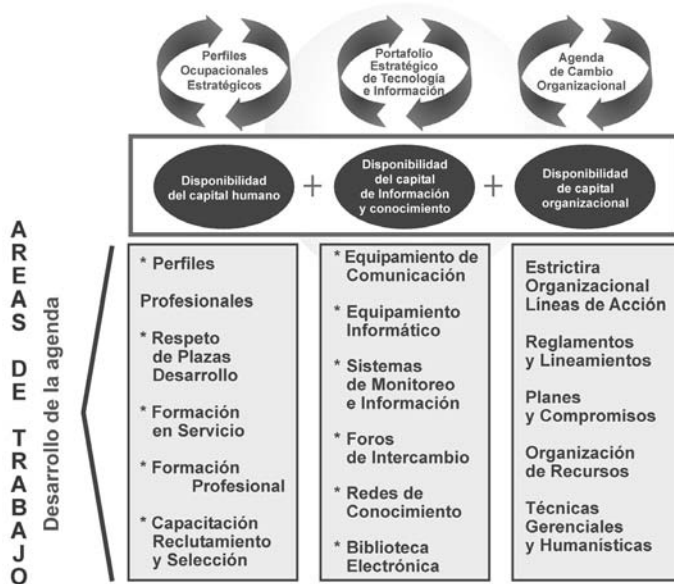 Perfiles
Ocupacionales
Estratégicos
Portafolio
Estratégico
de Tecnología
e Información
Agenda
de Cambio
Organizacional
Disponibilidad
del capital humano
+
Disponibilidad
del capital
de Información
y conocimiento
+
Disponibilidad
de capital
organizacional
AREAS DE TRABAJO
Desarrollo de la agenda
* Perfiles
Profesionales
* Respeto
de Plazas
Desarrollo
* Formación
en Servicio
* Formación
Profesional
* Capacitación
Reclutamiento
y Selección
* Equipamiento de
Comunicación
* Equipamiento
Informático
* Sistemas
de Monitoreo
e Información
* Foros
de Intercambio
* Redes de
Conocimiento
* Biblioteca
Electrónica
Estrictira
Organizacional
Líneas de Acción
Reglamentos
y Lineamientos
Planes
y Compromisos
Organización
de Recursos
Técnicas
Gerenciales
y Humanísticas